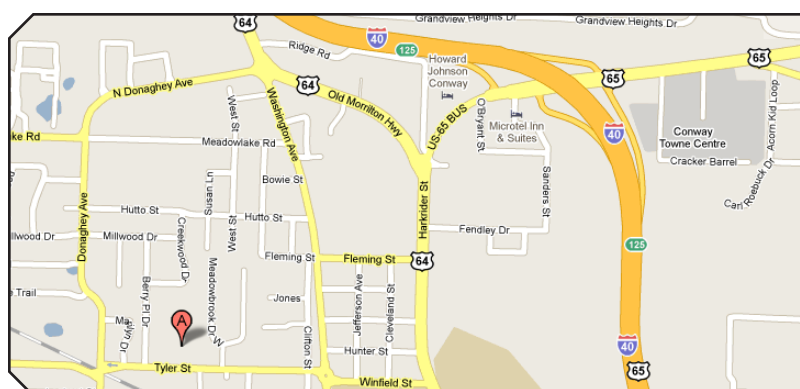 64
Grandview Heights Dr
Grandview Heights Dr
40
Ridge Rd
125
Howard
Johnson
Conway
65
65
N Donaghey Ave
64
Old Morrilton Hwy
US-65 BUS
O'Bryant St
Microtel Inn
& Suites
40
Conway
Towne Centre
Acorn Kid Loop
West St
Washington Ave
ke Rd
Meadowlake Rd
Cracker Barrel
Bowie St
Susan Ln
Sanders St
Carl Roebuck Dr
Donaghey Ave
Hutto St
Hutto St
West St
Harkrider St
Millwood Dr
Creekwood Dr
Fendley Dr
llwood Dr
125
Fleming St
Fleming St
64
Berry Pl Dr
Meadowbrook Dr W
Trail
Jones
Jefferson Ave
Cleveland St
A
Clifton St
Hunter St
40
Tyler St
65
Winfield St